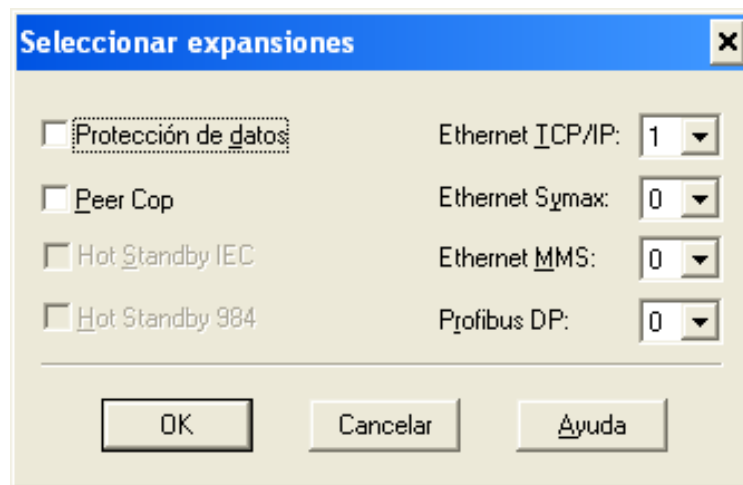 Seleccionar expansiones
Protección de datos
Ethernet TCP/IP: 1
Peer Cop
Ethernet Symax: 0
Hot Standby IEC
Ethernet MMS: 0
Hot Standby 984
Profibus DP: 0
OK
Cancelar
Ayuda